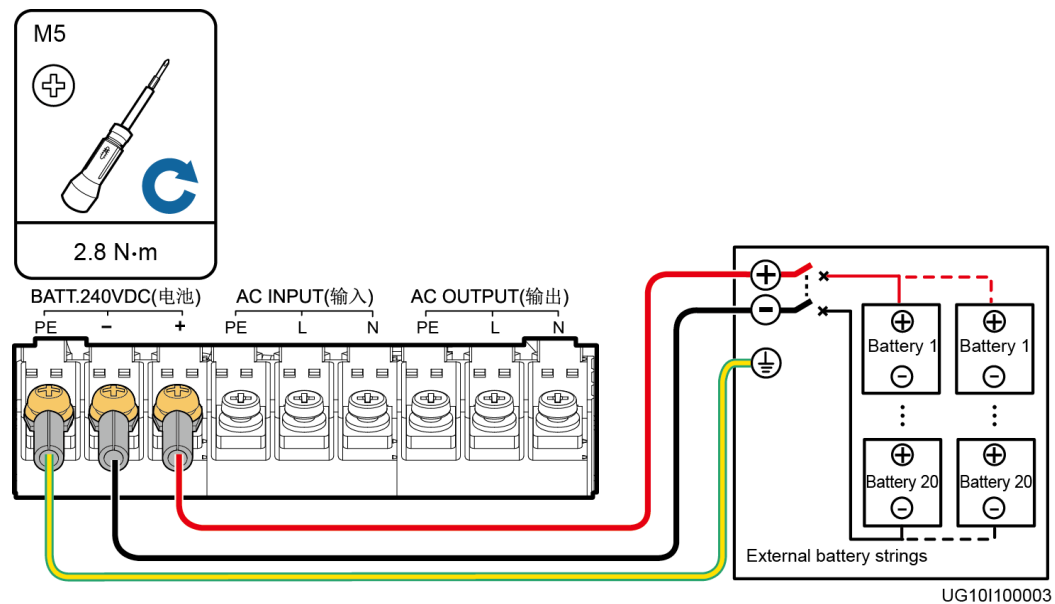 M5
2.8 N·m
BATT.240VDC(电池) AC INPUT(输入) AC OUTPUT(输出)
PE − + PE L N PE L N
+
−
+ +
Battery 1 Battery 1
− −
+ +
Battery 20 Battery 20
− −
External battery strings
UG10I100003